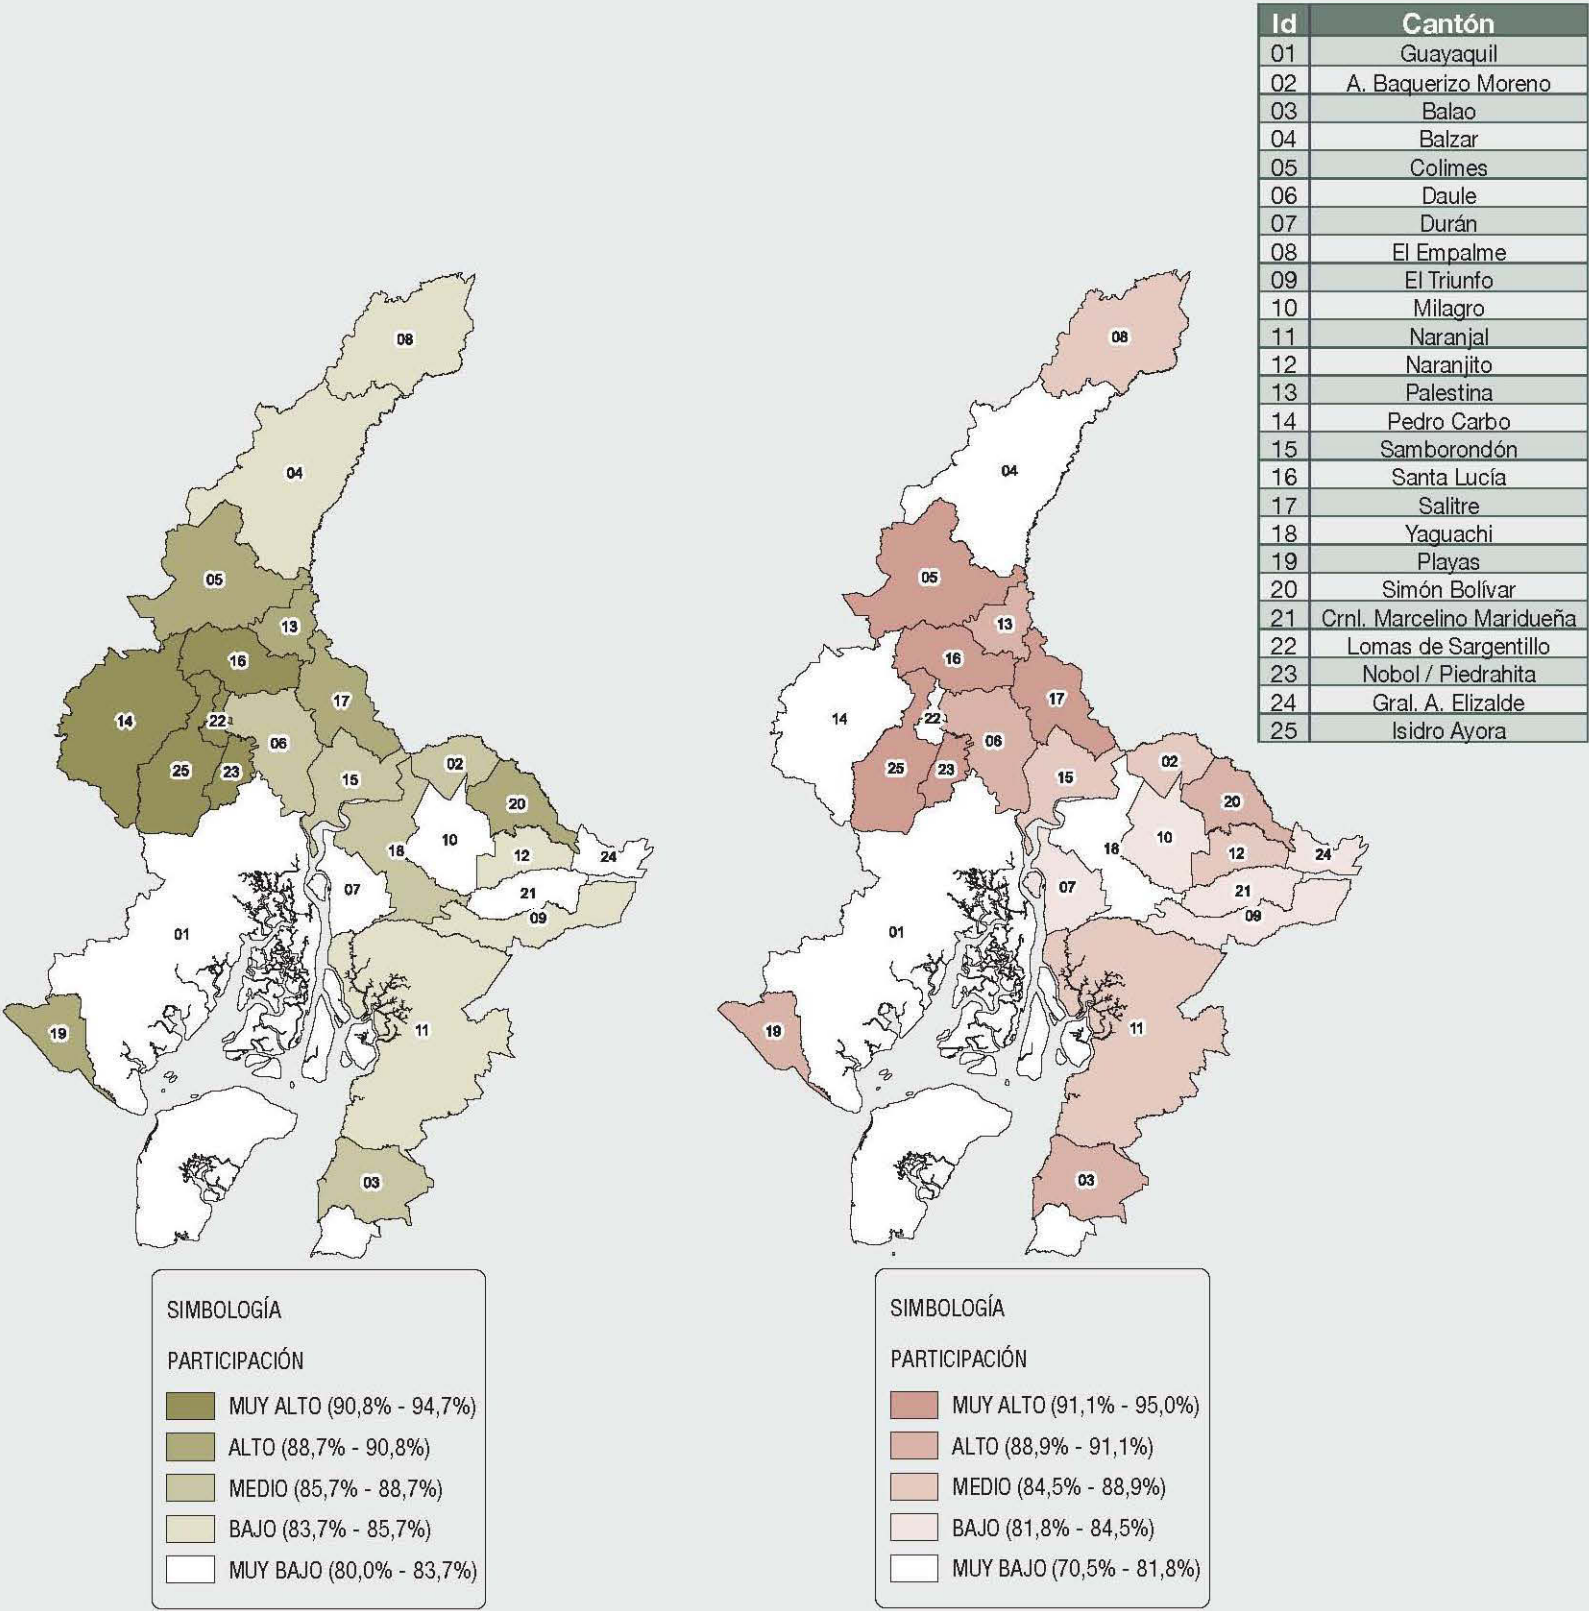 Id Cantón
01 Guayaquil
02 A. Baquerizo Moreno
03 Balao
04 Balzar
05 Colimes
06 Daule
07 Durán
08 El Empalme
09 El Triunfo
10 Milagro
11 Naranjal
12 Naranjito
13 Palestina
14 Pedro Carbo
15 Samborondón
16 Santa Lucía
17 Salitre
18 Yaguachi
19 Playas
20 Simón Bolívar
21 Crnl. Marcelino Maridueña
22 Lomas de Sargentillo
23 Nobol / Piedrahita
24 Gral. A. Elizalde
25 Isidro Ayora
08
04
05
13
16
17
14
22
06
25
23
15
02
20
10
18
12
24
07
21
09
01
19
11
03
SIMBOLOGÍA
PARTICIPACIÓN
MUY ALTO (90,8% - 94,7%)
ALTO (88,7% - 90,8%)
MEDIO (85,7% - 88,7%)
BAJO (83,7% - 85,7%)
MUY BAJO (80,0% - 83,7%)
08
04
05
13
16
17
14
22
06
25
23
15
02
20
10
18
12
24
07
21
09
01
19
11
03
SIMBOLOGÍA
PARTICIPACIÓN
MUY ALTO (91,1% - 95,0%)
ALTO (88,9% - 91,1%)
MEDIO (84,5% - 88,9%)
BAJO (81,8% - 84,5%)
MUY BAJO (70,5% - 81,8%)